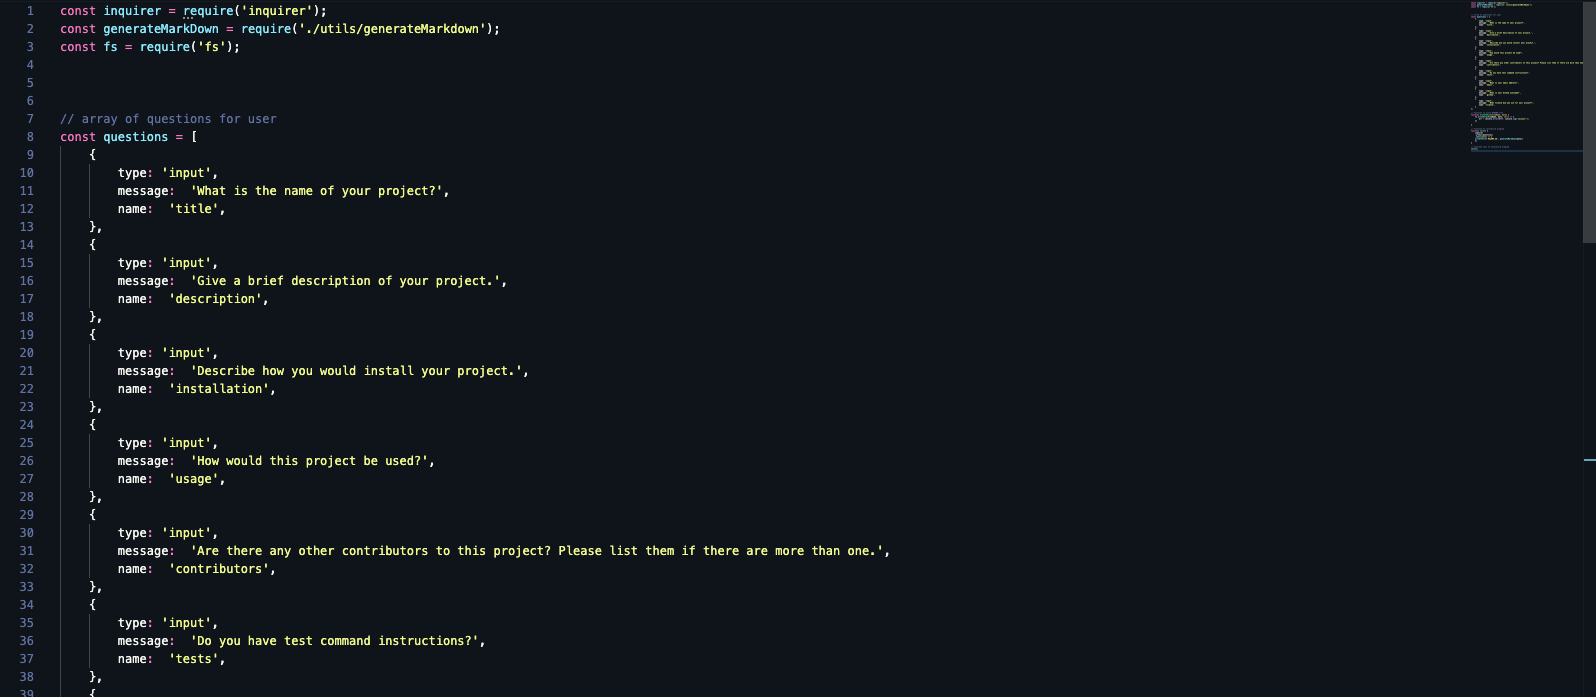 1 const inquirer = require('inquirer');
2 const generateMarkDown = require('./utils/generateMarkdown');
3 const fs = require('fs');
4
5
6
7 // array of questions for user
8 const questions = [
9 {
10 type: 'input',
11 message: 'What is the name of your project?',
12 name: 'title',
13 },
14 {
15 type: 'input',
16 message: 'Give a brief description of your project.',
17 name: 'description',
18 },
19 {
20 type: 'input',
21 message: 'Describe how you would install your project.',
22 name: 'installation',
23 },
24 {
25 type: 'input',
26 message: 'How would this project be used?',
27 name: 'usage',
28 },
29 {
30 type: 'input',
31 message: 'Are there any other contributors to this project? Please list them if there are more than one.',
32 name: 'contributors',
33 },
34 {
35 type: 'input',
36 message: 'Do you have test command instructions?',
37 name: 'tests',
38 },
39 {